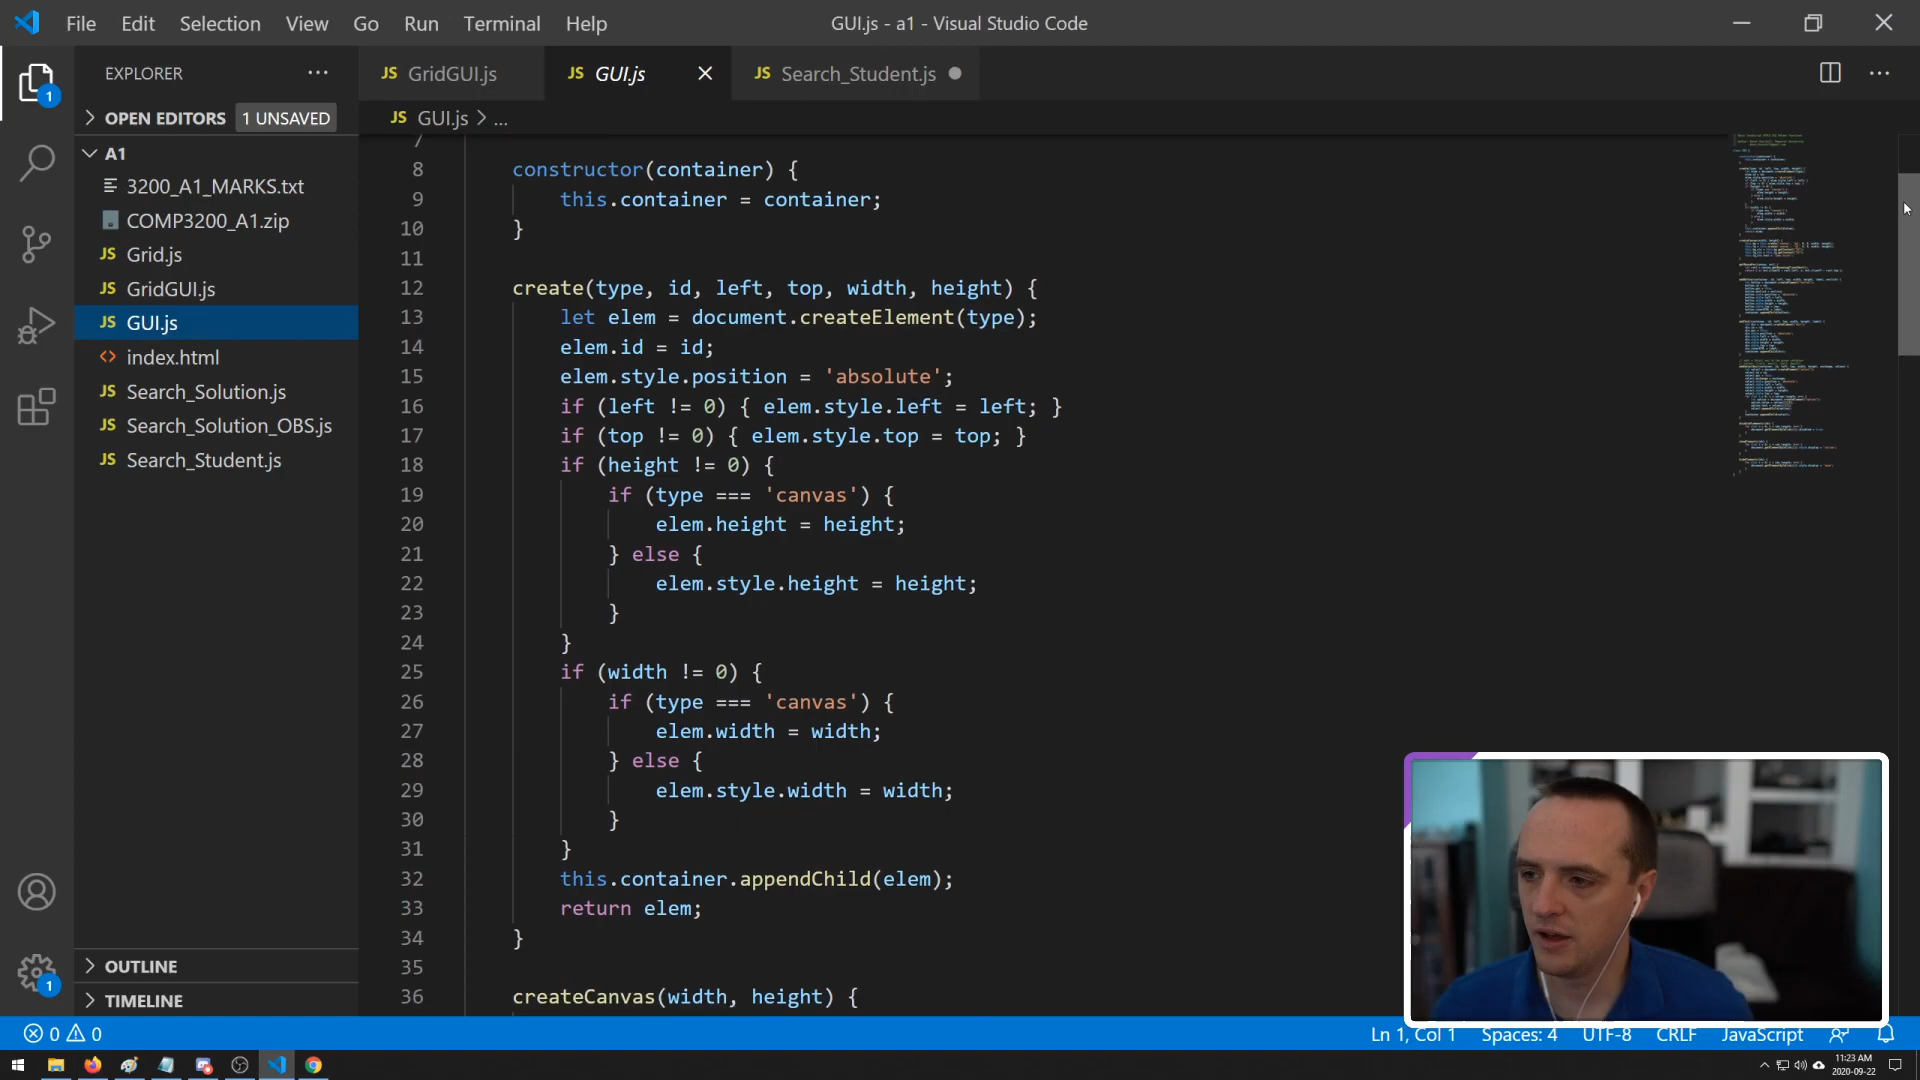 File Edit Selection View Go Run Terminal Help
GUI.js - a1 - Visual Studio Code
EXPLORER
OPEN EDITORS 1 UNSAVED
A1
3200_A1_MARKS.txt
COMP3200_A1.zip
JS Grid.js
JS GridGUI.js
JS GUI.js
<> index.html
JS Search_Solution.js
JS Search_Solution_OBS.js
JS Search_Student.js
OUTLINE
TIMELINE
1
1
JS GridGUI.js
JS GUI.js
JS Search_Student.js
JS GUI.js > ...
7
8 constructor(container) {
9 this.container = container;
10 }
11
12 create(type, id, left, top, width, height) {
13 let elem = document.createElement(type);
14 elem.id = id;
15 elem.style.position = 'absolute';
16 if (left != 0) { elem.style.left = left; }
17 if (top != 0) { elem.style.top = top; }
18 if (height != 0) {
19 if (type === 'canvas') {
20 elem.height = height;
21 } else {
22 elem.style.height = height;
23 }
24 }
25 if (width != 0) {
26 if (type === 'canvas') {
27 elem.width = width;
28 } else {
29 elem.style.width = width;
30 }
31 }
32 this.container.appendChild(elem);
33 return elem;
34 }
35
36 createCanvas(width, height) {
0 0
Ln 1, Col 1 Spaces: 4 UTF-8 CRLF JavaScript
11:23 AM
2020-09-22